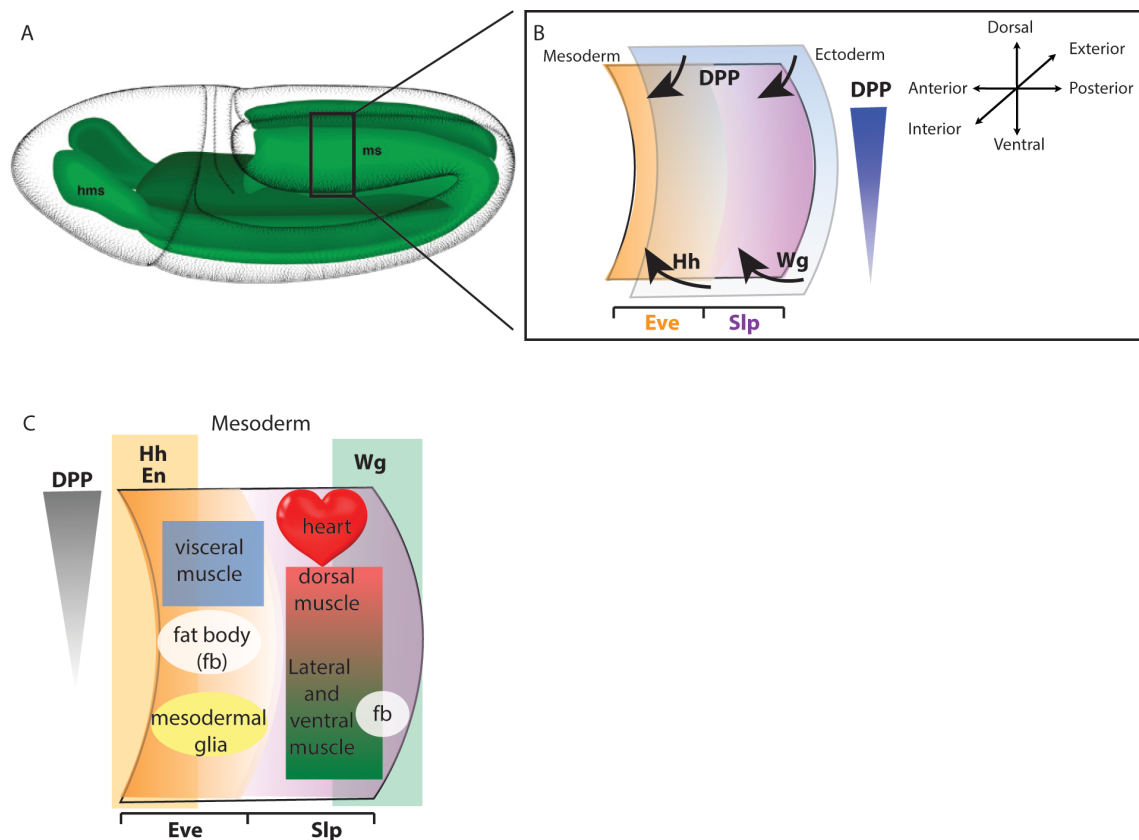 A
hms
ms
B
Mesoderm
DPP
Ectoderm
DPP
Hh
Wg
Eve
Slp
Dorsal
Exterior
Anterior
Posterior
Interior
Ventral
C
Mesoderm
DPP
Hh
En
Wg
heart
visceral
muscle
dorsal
muscle
fat body
(fb)
Lateral
and
ventral
muscle
fb
mesodermal
glia
Eve
Slp